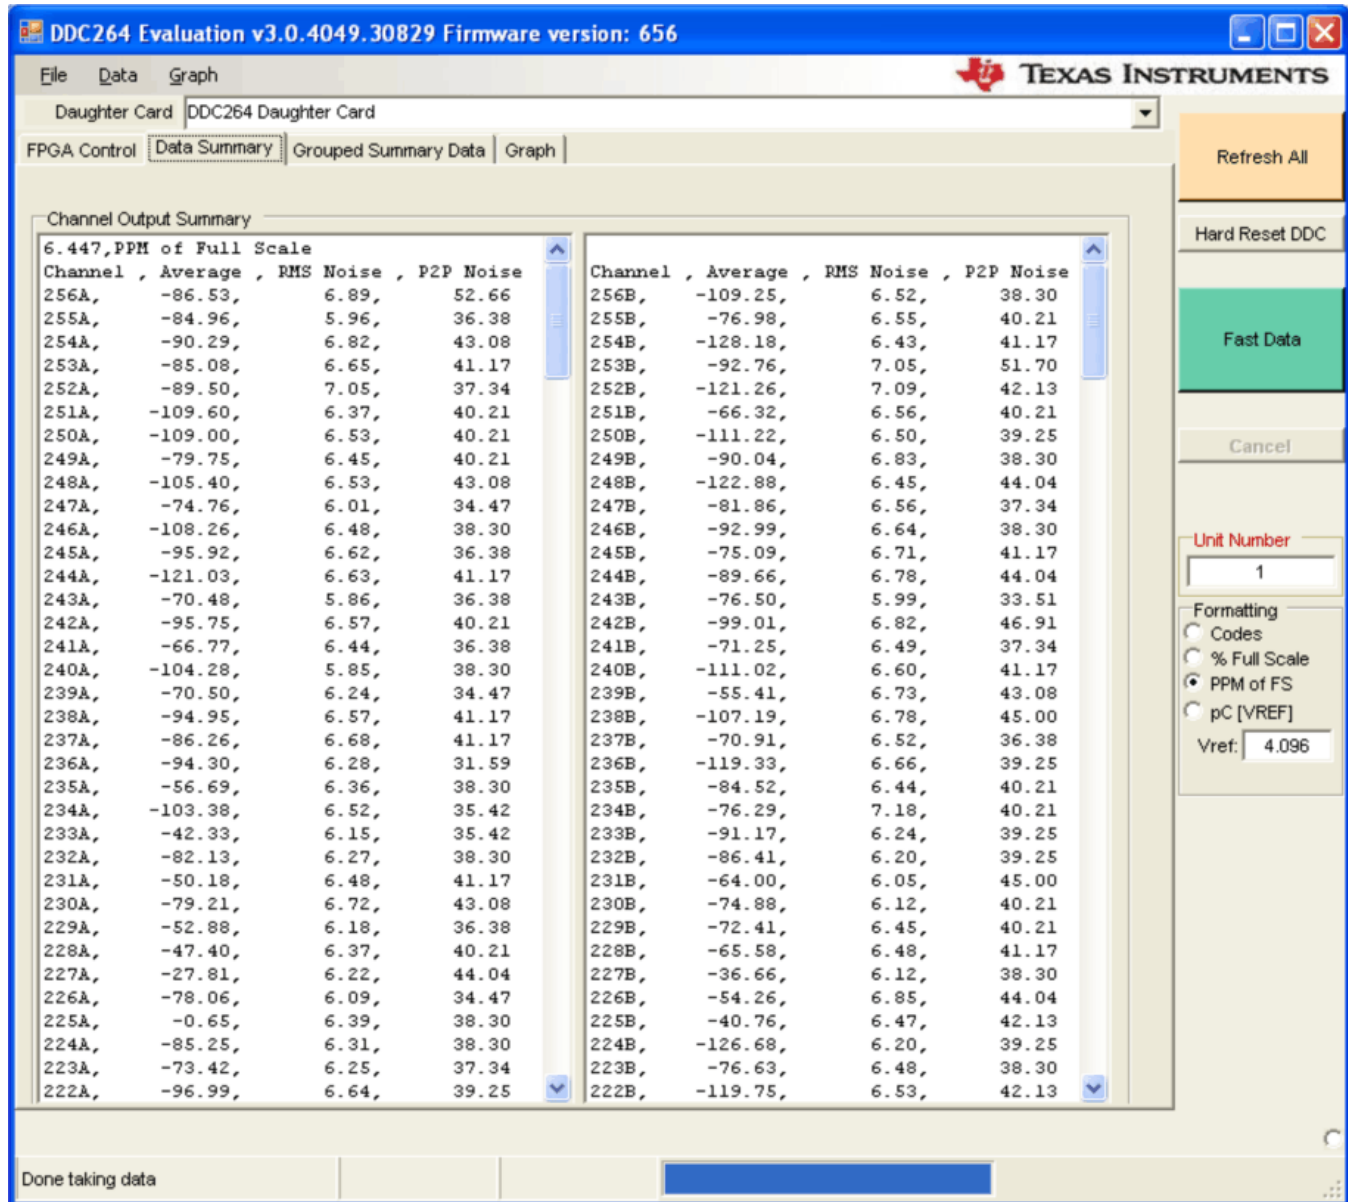 DDC264 Evaluation v3.0.4049.30829 Firmware version: 656
File Data Graph
TEXAS INSTRUMENTS
Daughter Card DDC264 Daughter Card
FPGA Control Data Summary Grouped Summary Data Graph
Refresh All
Hard Reset DDC
Fast Data
Cancel
Unit Number
1
Formatting
Codes
% Full Scale
PPM of FS
pC [VREF]
Vref: 4.096
Channel Output Summary
6.447,PPM of Full Scale
Channel , Average , RMS Noise , P2P Noise
256A, -86.53, 6.89, 52.66
255A, -84.96, 5.96, 36.38
254A, -90.29, 6.82, 43.08
253A, -85.08, 6.65, 41.17
252A, -89.50, 7.05, 37.34
251A, -109.60, 6.37, 40.21
250A, -109.00, 6.53, 40.21
249A, -79.75, 6.45, 40.21
248A, -105.40, 6.53, 43.08
247A, -74.76, 6.01, 34.47
246A, -108.26, 6.48, 38.30
245A, -95.92, 6.62, 36.38
244A, -121.03, 6.63, 41.17
243A, -70.48, 5.86, 36.38
242A, -95.75, 6.57, 40.21
241A, -66.77, 6.44, 36.38
240A, -104.28, 5.85, 38.30
239A, -70.50, 6.24, 34.47
238A, -94.95, 6.57, 41.17
237A, -86.26, 6.68, 41.17
236A, -94.30, 6.28, 31.59
235A, -56.69, 6.36, 38.30
234A, -103.38, 6.52, 35.42
233A, -42.33, 6.15, 35.42
232A, -82.13, 6.27, 38.30
231A, -50.18, 6.48, 41.17
230A, -79.21, 6.72, 43.08
229A, -52.88, 6.18, 36.38
228A, -47.40, 6.37, 40.21
227A, -27.81, 6.22, 44.04
226A, -78.06, 6.09, 34.47
225A, -0.65, 6.39, 38.30
224A, -85.25, 6.31, 38.30
223A, -73.42, 6.25, 37.34
222A, -96.99, 6.64, 39.25
Channel , Average , RMS Noise , P2P Noise
256B, -109.25, 6.52, 38.30
255B, -76.98, 6.55, 40.21
254B, -128.18, 6.43, 41.17
253B, -92.76, 7.05, 51.70
252B, -121.26, 7.09, 42.13
251B, -66.32, 6.56, 40.21
250B, -111.22, 6.50, 39.25
249B, -90.04, 6.83, 38.30
248B, -122.88, 6.45, 44.04
247B, -81.86, 6.56, 37.34
246B, -92.99, 6.64, 38.30
245B, -75.09, 6.71, 41.17
244B, -89.66, 6.78, 44.04
243B, -76.50, 5.99, 33.51
242B, -99.01, 6.82, 46.91
241B, -71.25, 6.49, 37.34
240B, -111.02, 6.60, 41.17
239B, -55.41, 6.73, 43.08
238B, -107.19, 6.78, 45.00
237B, -70.91, 6.52, 36.38
236B, -119.33, 6.66, 39.25
235B, -84.52, 6.44, 40.21
234B, -76.29, 7.18, 40.21
233B, -91.17, 6.24, 39.25
232B, -86.41, 6.20, 39.25
231B, -64.00, 6.05, 45.00
230B, -74.88, 6.12, 40.21
229B, -72.41, 6.45, 40.21
228B, -65.58, 6.48, 41.17
227B, -36.66, 6.12, 38.30
226B, -54.26, 6.85, 44.04
225B, -40.76, 6.47, 42.13
224B, -126.68, 6.20, 39.25
223B, -76.63, 6.48, 38.30
222B, -119.75, 6.53, 42.13
Done taking data